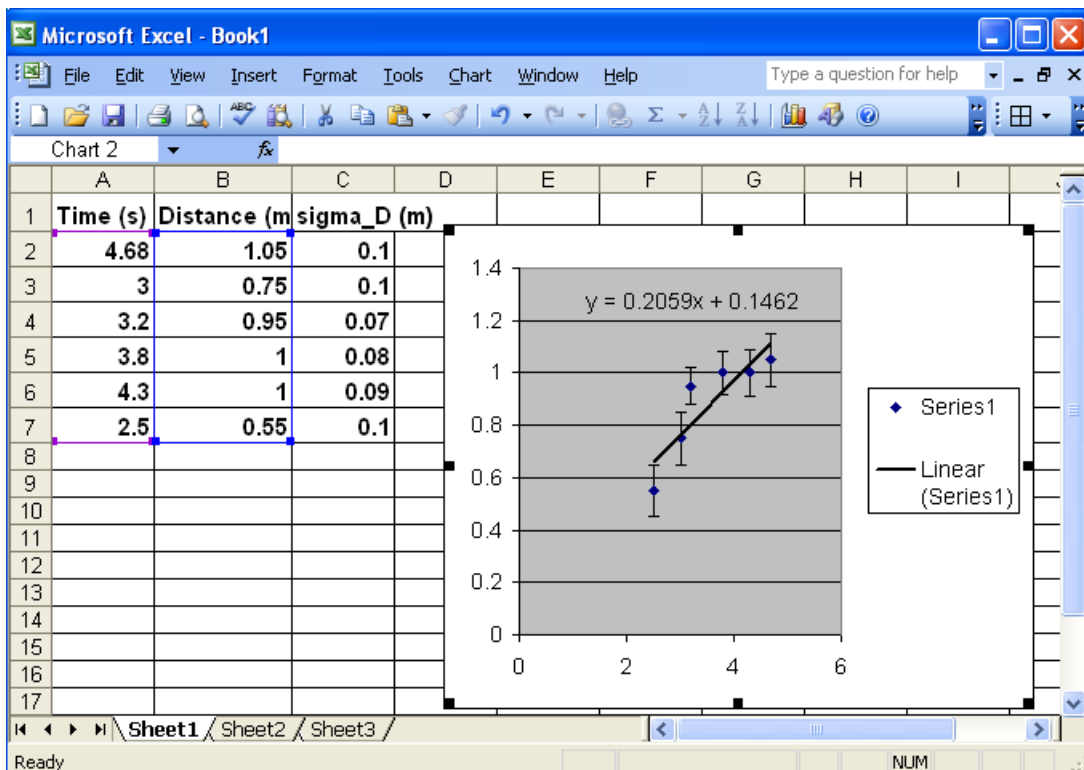 Microsoft Excel - Book1
File Edit View Insert Format Tools Chart Window Help Type a question for help
Chart 2 fx
A B C D E F G H I
1 Time (s) Distance (m sigma_D (m)
2 4.68 1.05 0.1
3 3 0.75 0.1
4 3.2 0.95 0.07
5 3.8 1 0.08
6 4.3 1 0.09
7 2.5 0.55 0.1
8
9
10
11
12
13
14
15
16
17
1.4
y = 0.2059x + 0.1462
1.2
1
0.8
0.6
0.4
0.2
0
0 2 4 6
Series1
Linear
(Series1)
Sheet1 Sheet2 Sheet3
Ready NUM